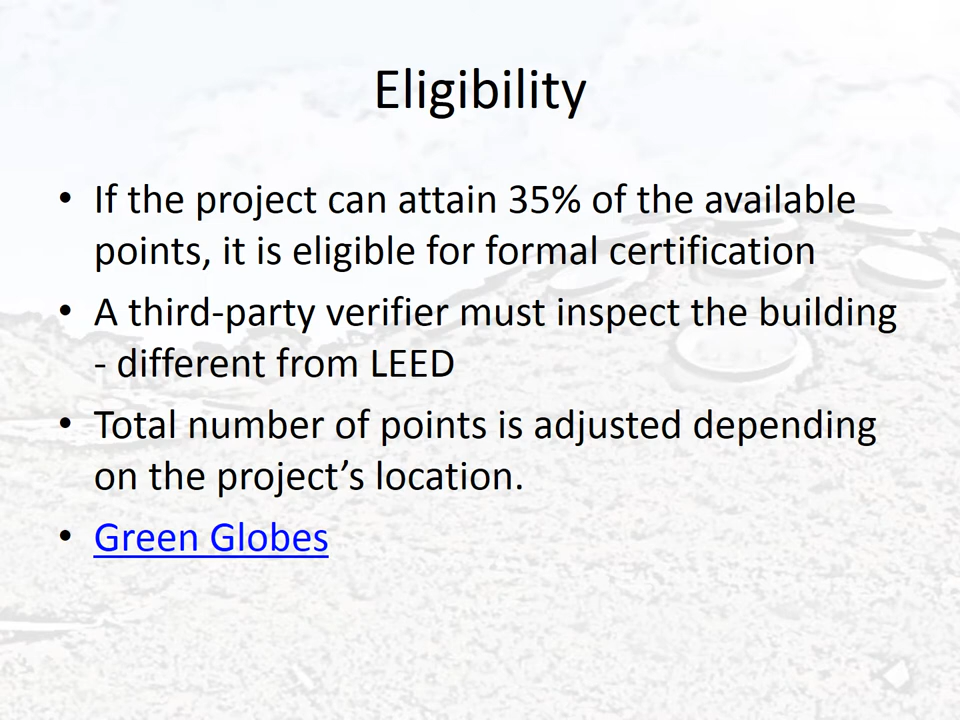 Eligibility
• If the project can attain 35% of the available
points, it is eligible for formal certification
• A third-party verifier must inspect the building
- different from LEED
• Total number of points is adjusted depending
on the project’s location.
• Green Globes